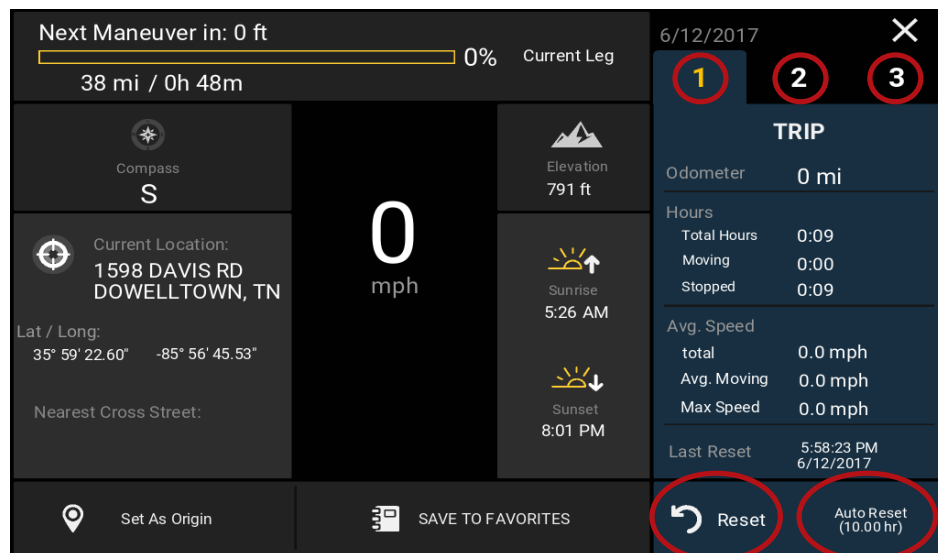 Next Maneuver in: 0 ft
0%
Current Leg
38 mi / 0h 48m
Compass
S
Current Location:
1598 DAVIS RD
DOWELLTOWN, TN
Lat / Long:
35° 59' 22.60" -85° 56' 45.53"
Nearest Cross Street:
0
mph
Elevation
791 ft
Sunrise
5:26 AM
Sunset
8:01 PM
Set As Origin
SAVE TO FAVORITES
6/12/2017
1 2 3
TRIP
Odometer 0 mi
Hours
Total Hours 0:09
Moving 0:00
Stopped 0:09
Avg. Speed
total 0.0 mph
Avg. Moving 0.0 mph
Max Speed 0.0 mph
Last Reset 5:58:23 PM
6/12/2017
Reset
Auto Reset
(10.00 hr)